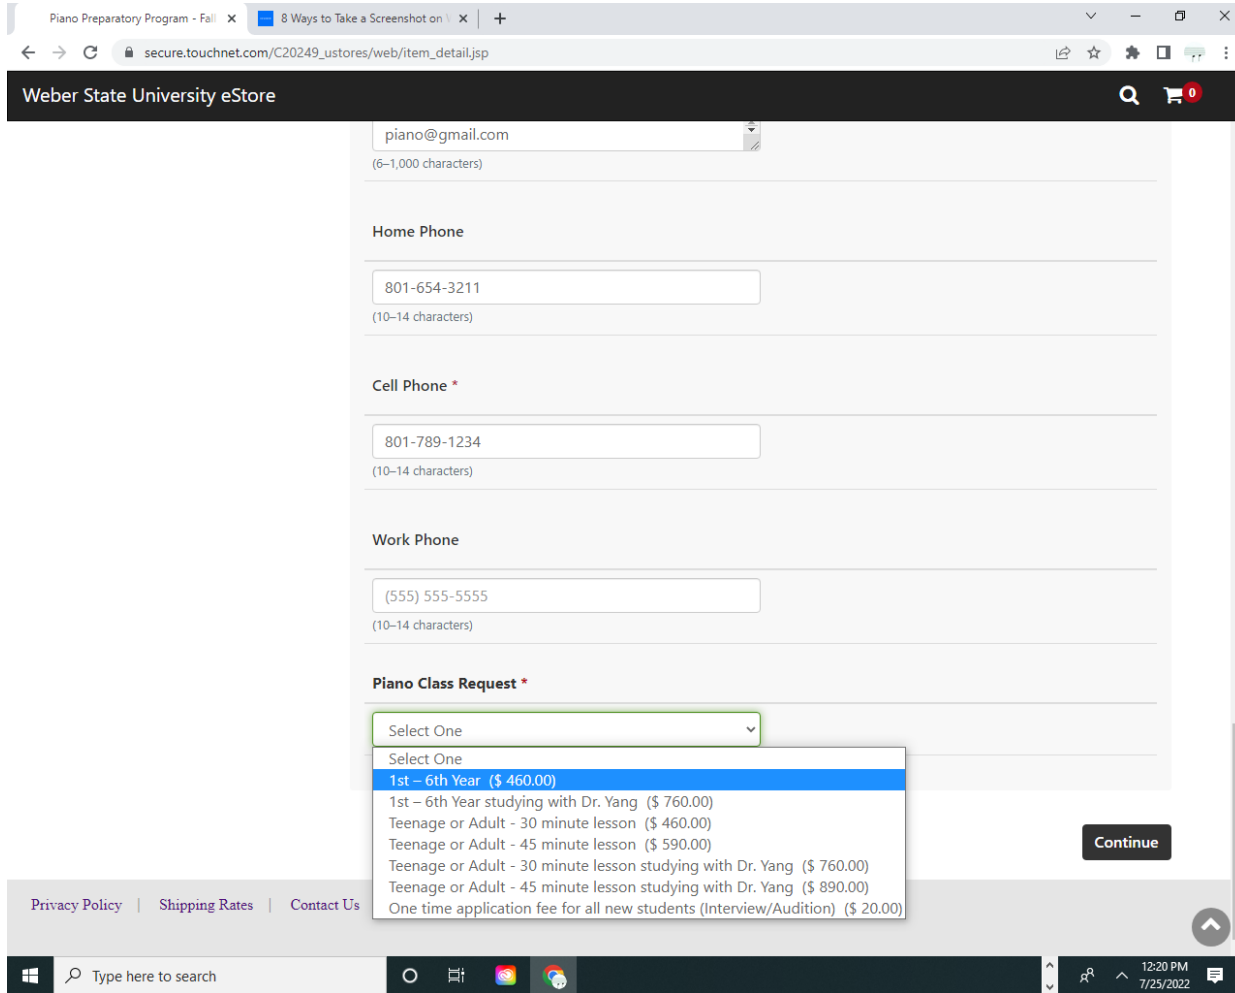 Piano Preparatory Program - Fall
8 Ways to Take a Screenshot on
secure.touchnet.com/C20249_ustores/web/item_detail.jsp
Weber State University eStore
0
piano@gmail.com
(6–1,000 characters)
Home Phone
801-654-3211
(10–14 characters)
Cell Phone *
801-789-1234
(10–14 characters)
Work Phone
(555) 555-5555
(10–14 characters)
Piano Class Request *
Select One
Select One
1st – 6th Year ($ 460.00)
1st – 6th Year studying with Dr. Yang ($ 760.00)
Teenage or Adult - 30 minute lesson ($ 460.00)
Teenage or Adult - 45 minute lesson ($ 590.00)
Teenage or Adult - 30 minute lesson studying with Dr. Yang ($ 760.00)
Teenage or Adult - 45 minute lesson studying with Dr. Yang ($ 890.00)
One time application fee for all new students (Interview/Audition) ($ 20.00)
Continue
Privacy Policy | Shipping Rates | Contact Us
Type here to search
12:20 PM
7/25/2022